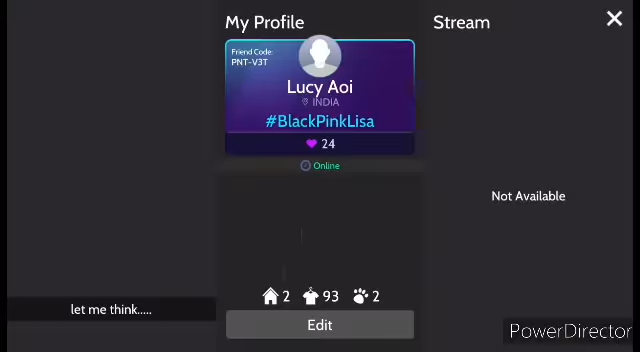 My Profile
Stream
Friend Code:
PNT-V3T
Lucy Aoi
INDIA
#BlackPinkLisa
24
Online
Not Available
2 93 2
let me think.....
Edit
PowerDirector